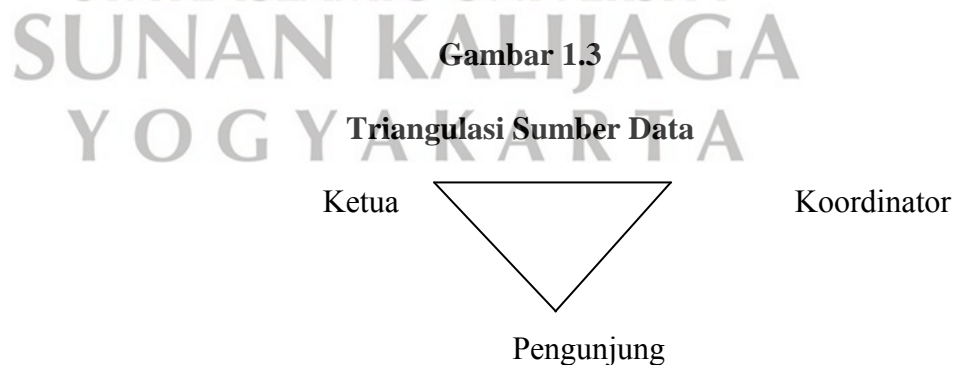 SUNAN KALIJAGA
Gambar 1.3
YOGYAKARTA
Triangulasi Sumber Data
Ketua
Koordinator
Pengunjung